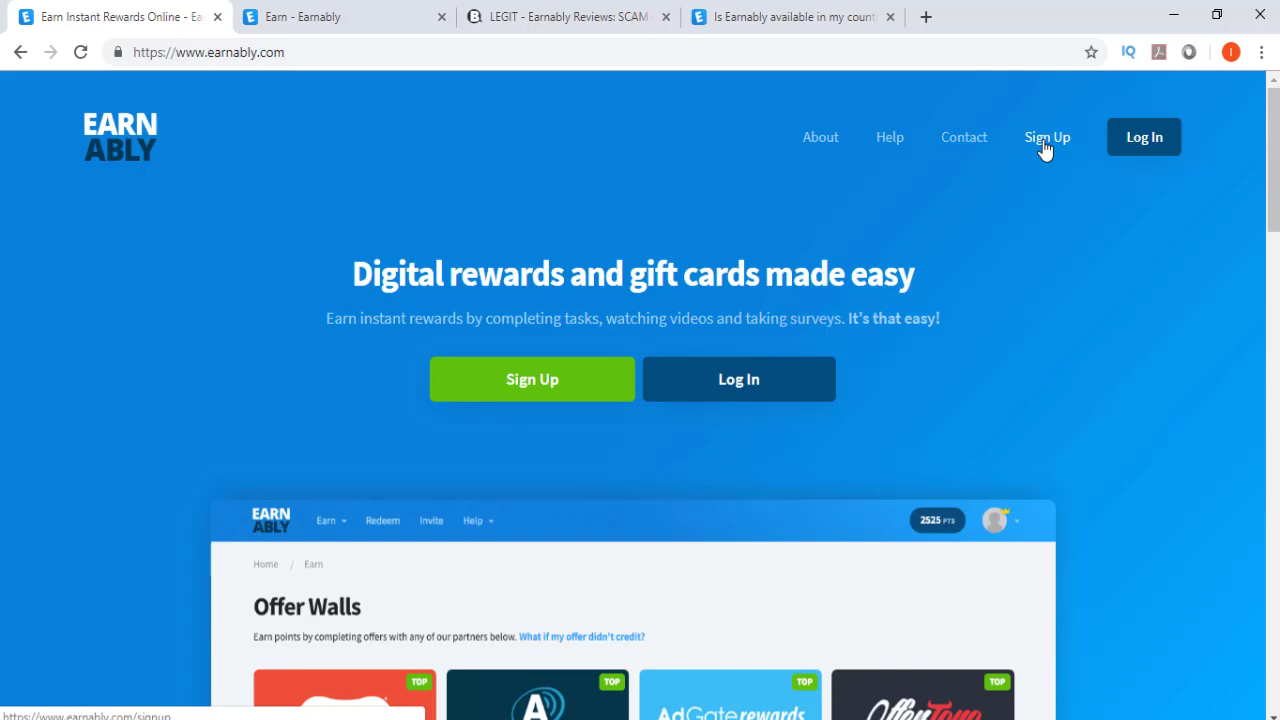 Earn Instant Rewards Online - Ear
Earn - Earnably
LEGIT - Earnably Reviews: SCAM
Is Earnably available in my count
https://www.earnably.com
IQ
I
EARN
ABLY
About
Help
Contact
Sign Up
Log In
Digital rewards and gift cards made easy
Earn instant rewards by completing tasks, watching videos and taking surveys. It's that easy!
Sign Up
Log In
EARN
ABLY
Earn
Redeem
Invite
Help
2525 PTS
Home / Earn
Offer Walls
Earn points by completing offers with any of our partners below. What if my offer didn't credit?
TOP
TOP
TOP
TOP
A
AdGate rewards
OfferToro
https://www.earnably.com/signup